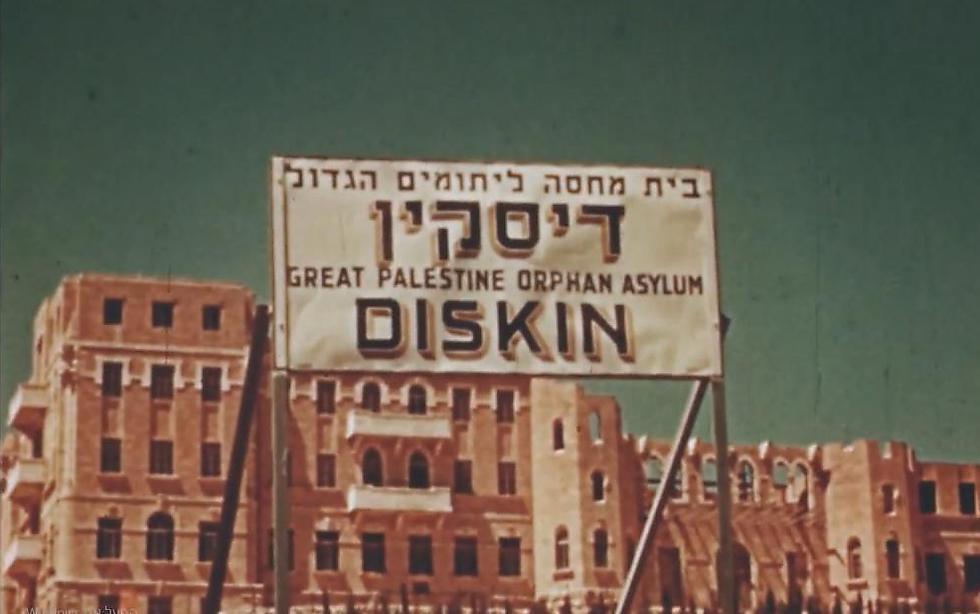 בית מחסה ליתומים הגדול
דיסקין
GREAT PALESTINE ORPHAN ASYLUM
DISKIN